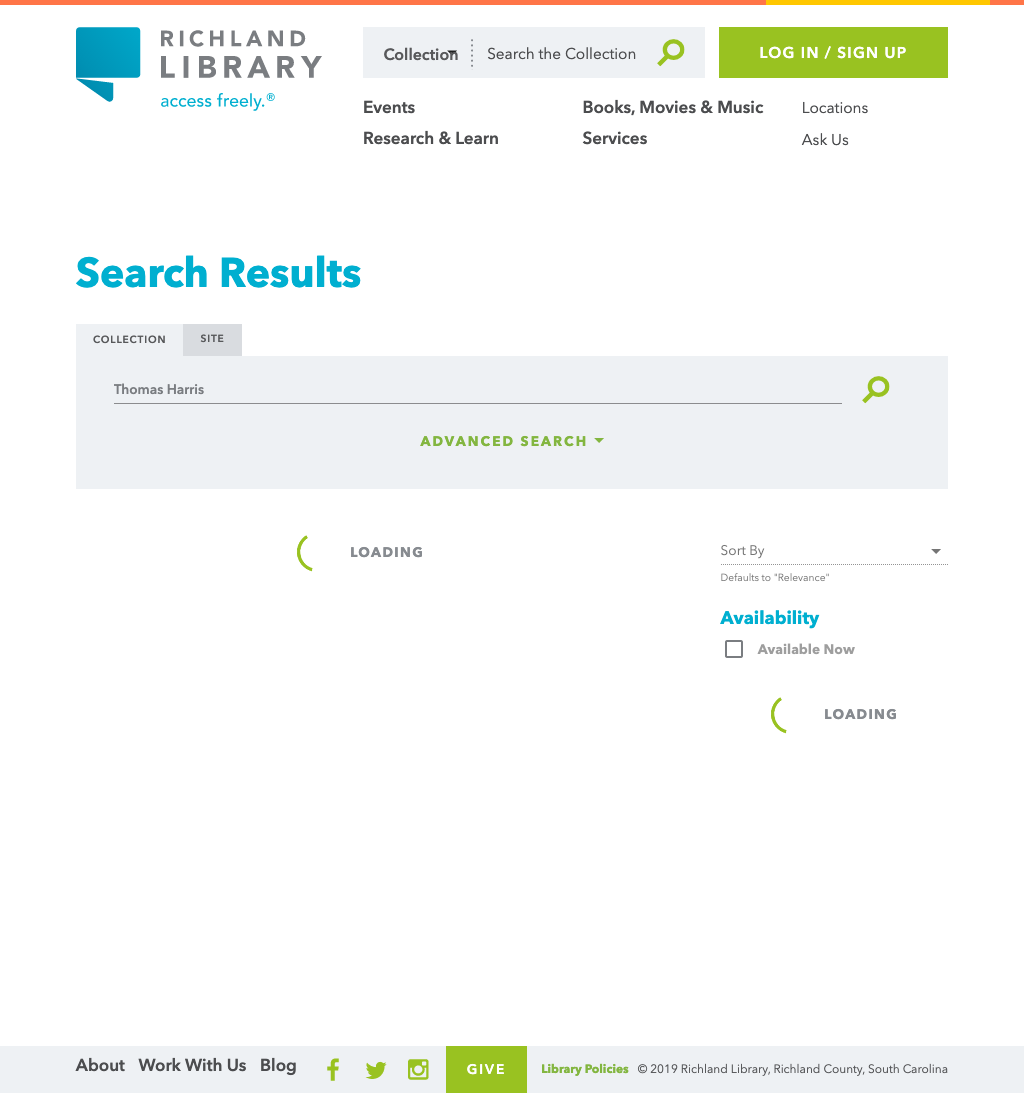 RICHLAND
LIBRARY
access freely.®
Collection
Search the Collection
LOG IN / SIGN UP
Events
Books, Movies & Music
Locations
Research & Learn
Services
Ask Us
Search Results
COLLECTION
SITE
Thomas Harris
ADVANCED SEARCH
LOADING
Sort By
Defaults to "Relevance"
Availability
Available Now
LOADING
About Work With Us Blog
GIVE
Library Policies © 2019 Richland Library, Richland County, South Carolina